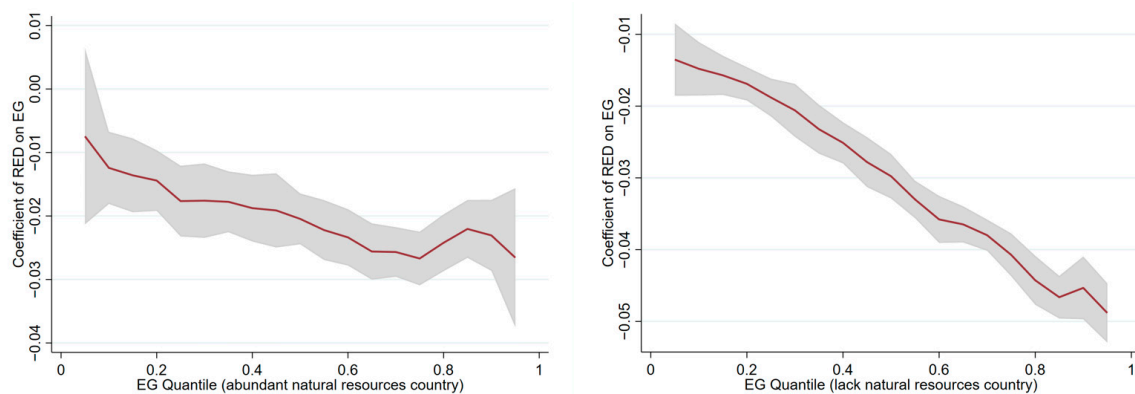 Coefficient of RED on EG
0.01
0.00
−0.01
−0.02
−0.03
−0.04
0 0.2 0.4 0.6 0.8 1
EG Quantile (abundant natural resources country)
Coefficient of RED on EG
−0.01
−0.02
−0.03
−0.04
−0.05
0 0.2 0.4 0.6 0.8 1
EG Quantile (lack natural resources country)